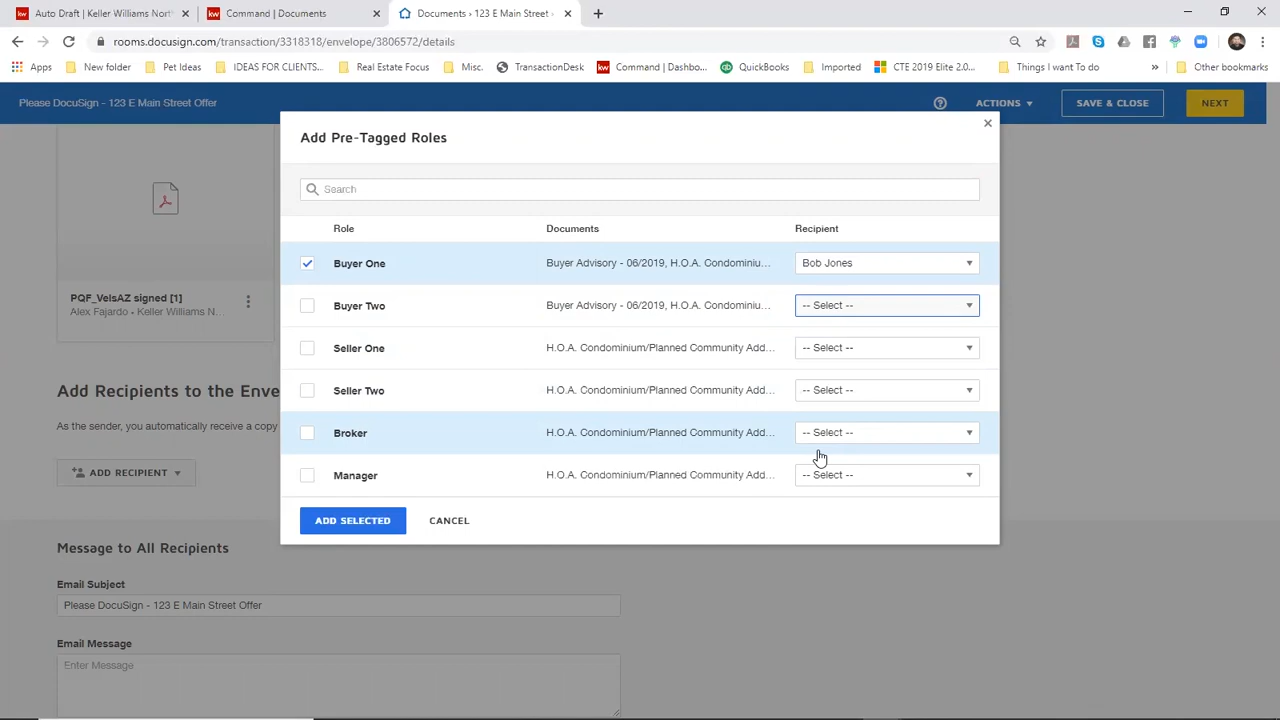 Auto Draft | Keller Williams Nort
Command | Documents
Documents › 123 E Main Street -
rooms.docusign.com/transaction/3318318/envelope/3806572/details
Apps
New folder
Pet Ideas
IDEAS FOR CLIENTS...
Real Estate Focus
Misc.
TransactionDesk
Command | Dashbo...
QuickBooks
Imported
CTE 2019 Elite 2.0...
Things I want To do
»
Other bookmarks
Please DocuSign - 123 E Main Street Offer
ACTIONS
SAVE & CLOSE
NEXT
Add Pre-Tagged Roles
Search
Role Documents Recipient
Buyer One Buyer Advisory - 06/2019, H.O.A. Condominiu... Bob Jones
Buyer Two Buyer Advisory - 06/2019, H.O.A. Condominiu... -- Select --
Seller One H.O.A. Condominium/Planned Community Add... -- Select --
Seller Two H.O.A. Condominium/Planned Community Add... -- Select --
Broker H.O.A. Condominium/Planned Community Add... -- Select --
Manager H.O.A. Condominium/Planned Community Add... -- Select --
ADD SELECTED CANCEL
PQF_VelsAZ signed [1]
Alex Fajardo • Keller Williams N...
Add Recipients to the Enve
As the sender, you automatically receive a copy
ADD RECIPIENT
Message to All Recipients
Email Subject
Please DocuSign - 123 E Main Street Offer
Email Message
Enter Message